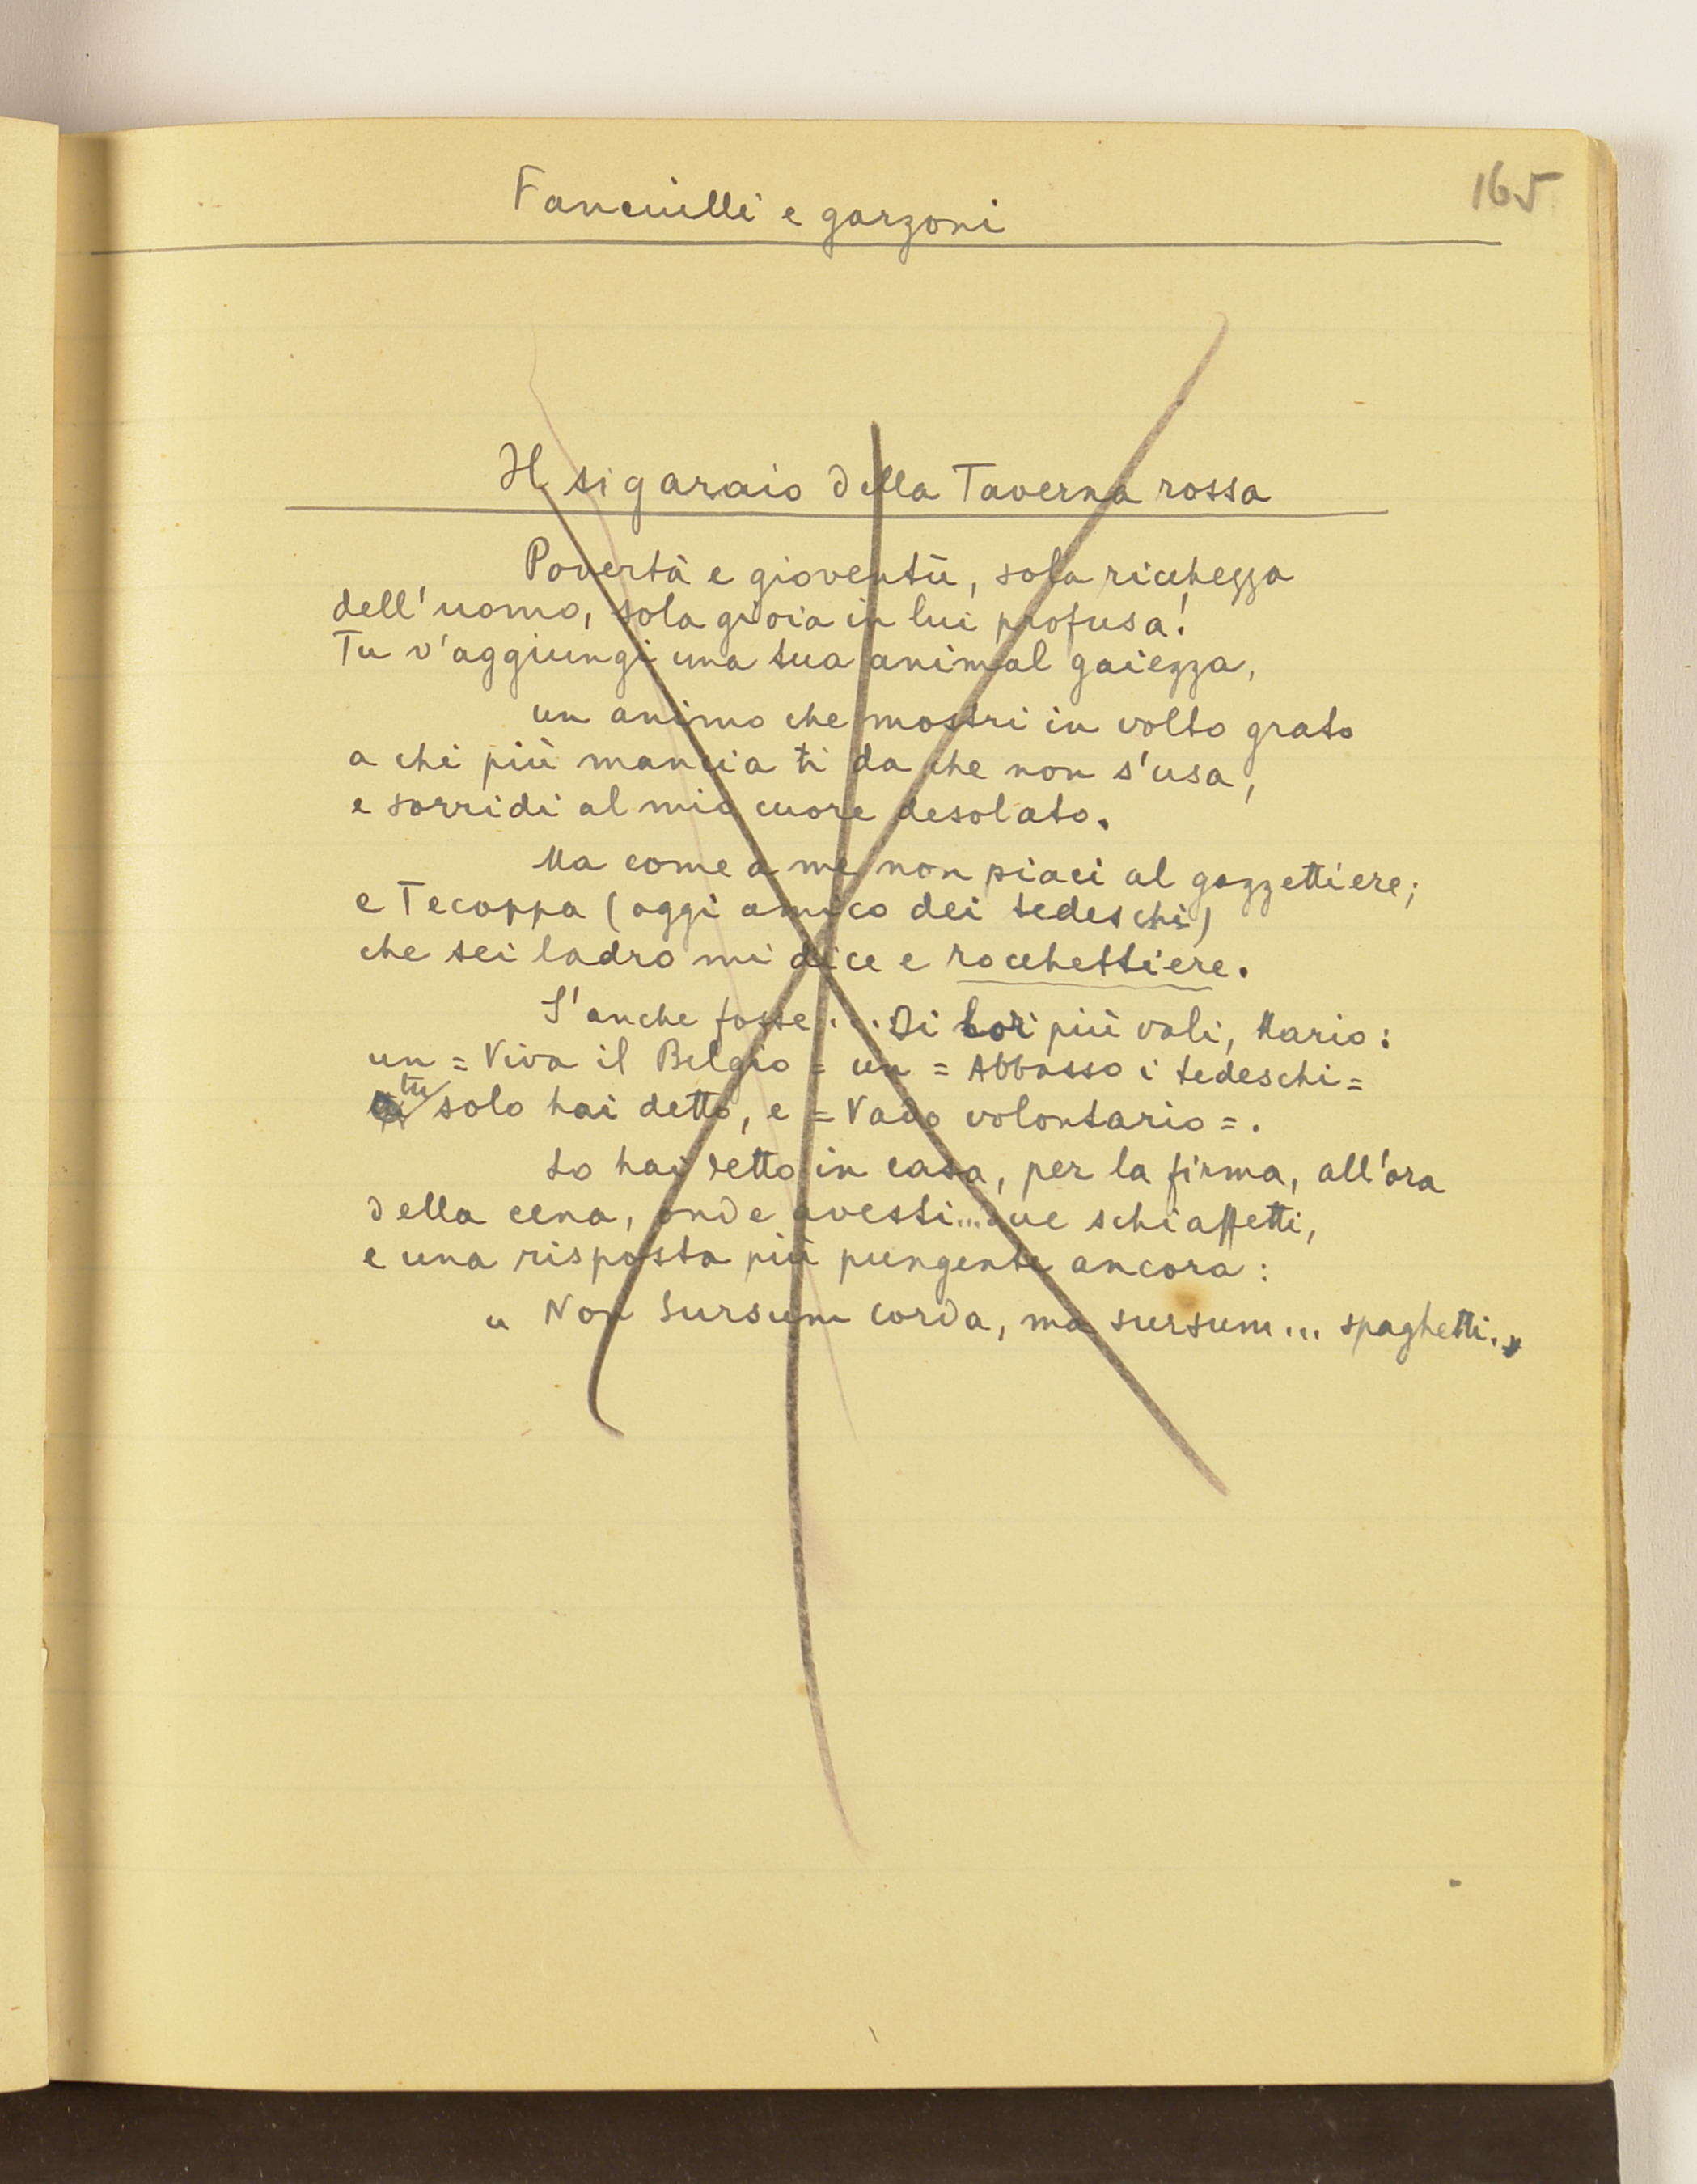 165
Fanciulli e garzoni
Il sigaraio della Taverna rossa
Povertà e gioventù, sola ricchezza
dell'uomo, sola gioia in lui profusa!
Tu v'aggiungi una tua animal gaiezza,
un animo che mostri in volto grato
a chi più mancia ti da che non s'usa,
e sorridi al mio cuore desolato.
Ma come a me non piaci al gazzettiere;
e Tecoppa (oggi amico dei tedeschi)
che sei ladro mi dice e rocchettiere.
S'anche fosse... Di lori più vali, Mario:
un = Viva il Belgio = un = Abbasso i tedeschi =
tu solo hai detto, e = Vado volontario =.
Lo hai detto in casa, per la firma, all'ora
della cena, onde avesti... due schiaffetti,
e una risposta più pungente ancora:
" Non Sursum corda, ma sursum... spaghetti. "